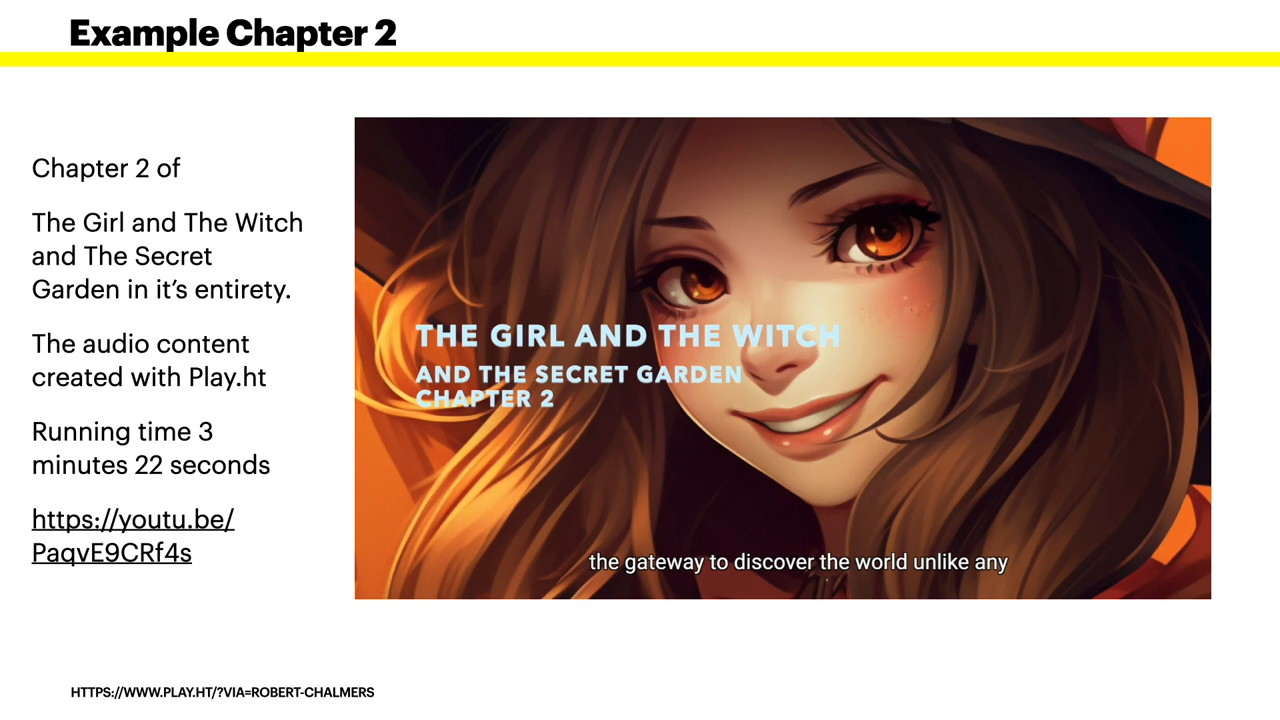 Example Chapter 2
Chapter 2 of
The Girl and The Witch
and The Secret
Garden in it’s entirety.
The audio content
created with Play.ht
Running time 3
minutes 22 seconds
https://youtu.be/
PaqvE9CRf4s
THE GIRL AND THE WITCH
AND THE SECRET GARDEN
CHAPTER 2
the gateway to discover the world unlike any
HTTPS://WWW.PLAY.HT/?VIA=ROBERT-CHALMERS